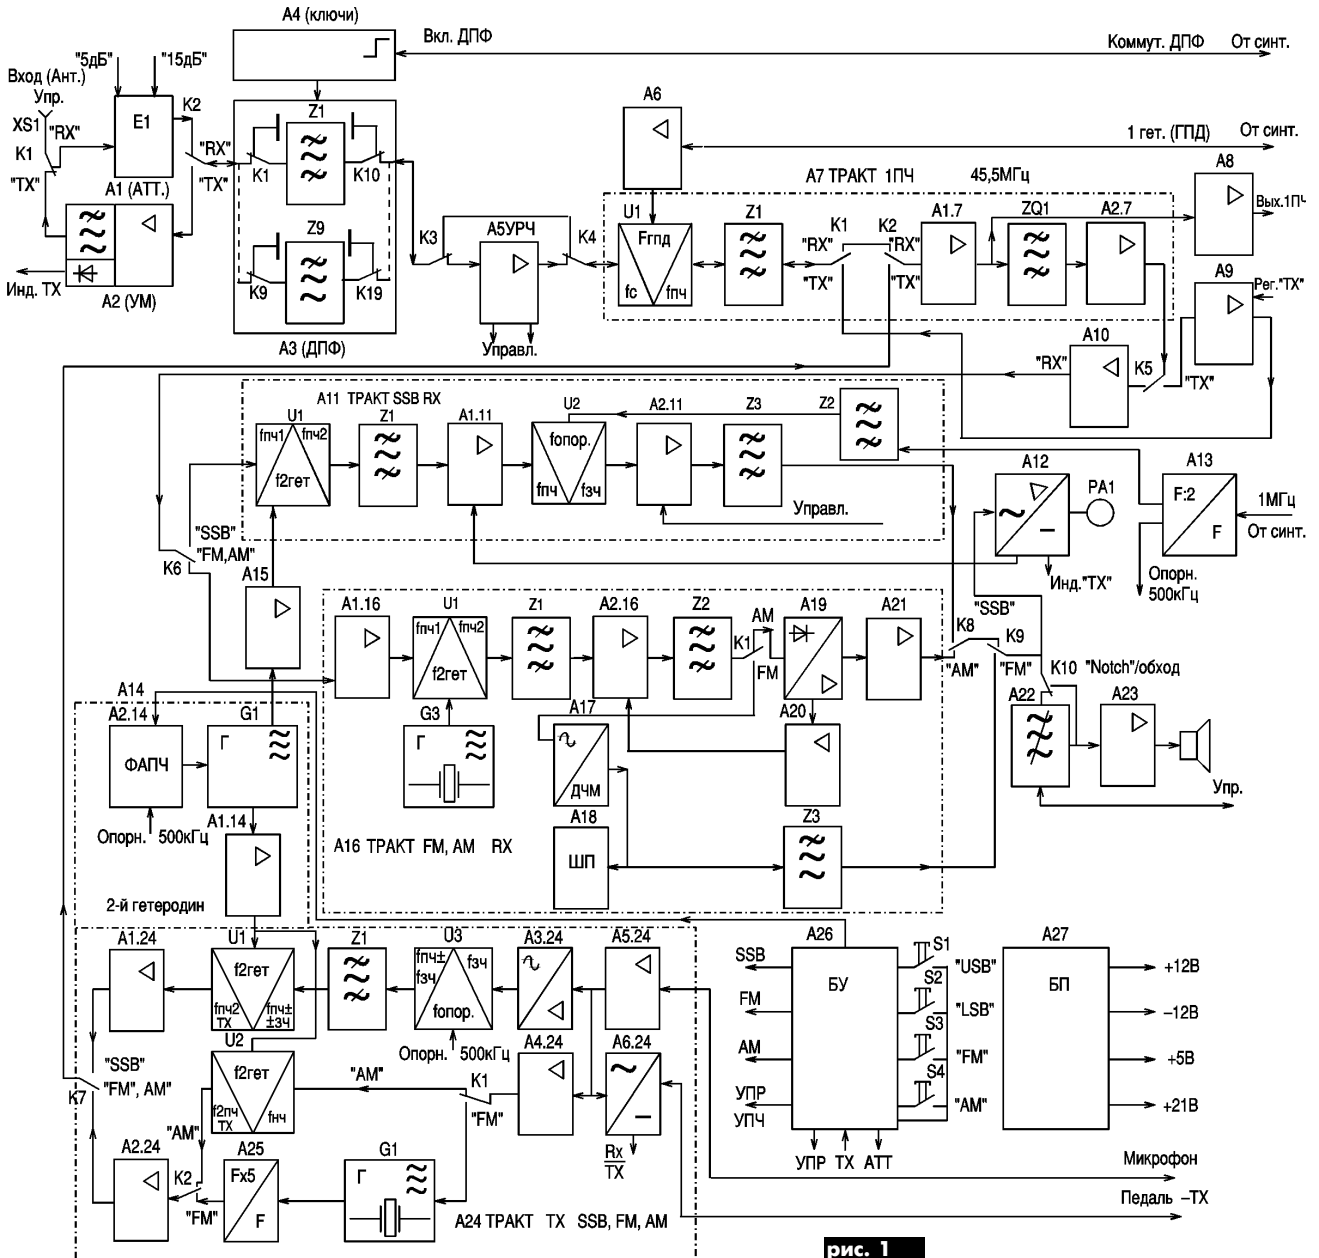 A4 (ключи)
Вкл. ДПФ
Коммут. ДПФ От синт.
"5дБ" "15дБ"
Вход (Ант.)
Упр.
XS1
"RX"
K1
"TX"
E1
K2
"RX"
"TX"
A1 (АТТ.)
Инд. TX
A2 (УМ)
Z1
K1
K10
Z9
K9
K19
A3 (ДПФ)
K3
A5УРЧ
K4
Управл.
A6
1 гет. (ГПД) От синт.
A7 ТРАКТ 1ПЧ 45,5МГц
U1
Fгпд
fс
fпч
Z1
"RX"
"TX"
K1
K2
"RX"
"TX"
A1.7
ZQ1
A2.7
A8
Вых.1ПЧ
A9
Рег."TX"
A10
"RX"
K5
"TX"
A11 ТРАКТ SSB RX
U1
fпч1
fпч2
f2гет
Z1
A1.11
U2
fопор.
fпч
fзч
A2.11
Z3
Z2
Управл.
A12
PA1
Инд."TX"
A13
F:2
F
1МГц
От синт.
Опорн.
500кГц
"SSB"
"FM,AM"
K6
A15
A1.16
U1
fпч1
fпч2
f2гет
Z1
A2.16
Z2
K1
AM
FM
A19
A21
G3
Г
A17
ДЧМ
A20
A18
ШП
Z3
A16 ТРАКТ FM, AM RX
"SSB"
K8
K9
"AM"
"FM"
K10 "Notch"/обход
A22
A23
Упр.
A14
A2.14
ФАПЧ
G1
Г
Опорн. 500кГц
A1.14
2-й гетеродин
A1.24
U1
f2гет
fпч2
TX
fпч±
±зч
Z1
U3
fпч±
fзч
fзч
fопор.
Опорн. 500кГц
A3.24
A5.24
U2
f2гет
f2пч
TX
fнч
"AM"
K1
"FM"
A4.24
A6.24
Rx
TX
"SSB"
"FM", AM"
K7
"AM"
A2.24
K2
"FM"
A25
Fx5
F
G1
Г
A24 ТРАКТ TX SSB, FM, AM
A26
БУ
SSB
FM
AM
УПР
УПЧ
УПР TX АТТ
S1
"USB"
S2
"LSB"
S3
"FM"
S4
"AM"
A27
БП
+12В
−12В
+5В
+21В
Микрофон
Педаль −TX
рис. 1